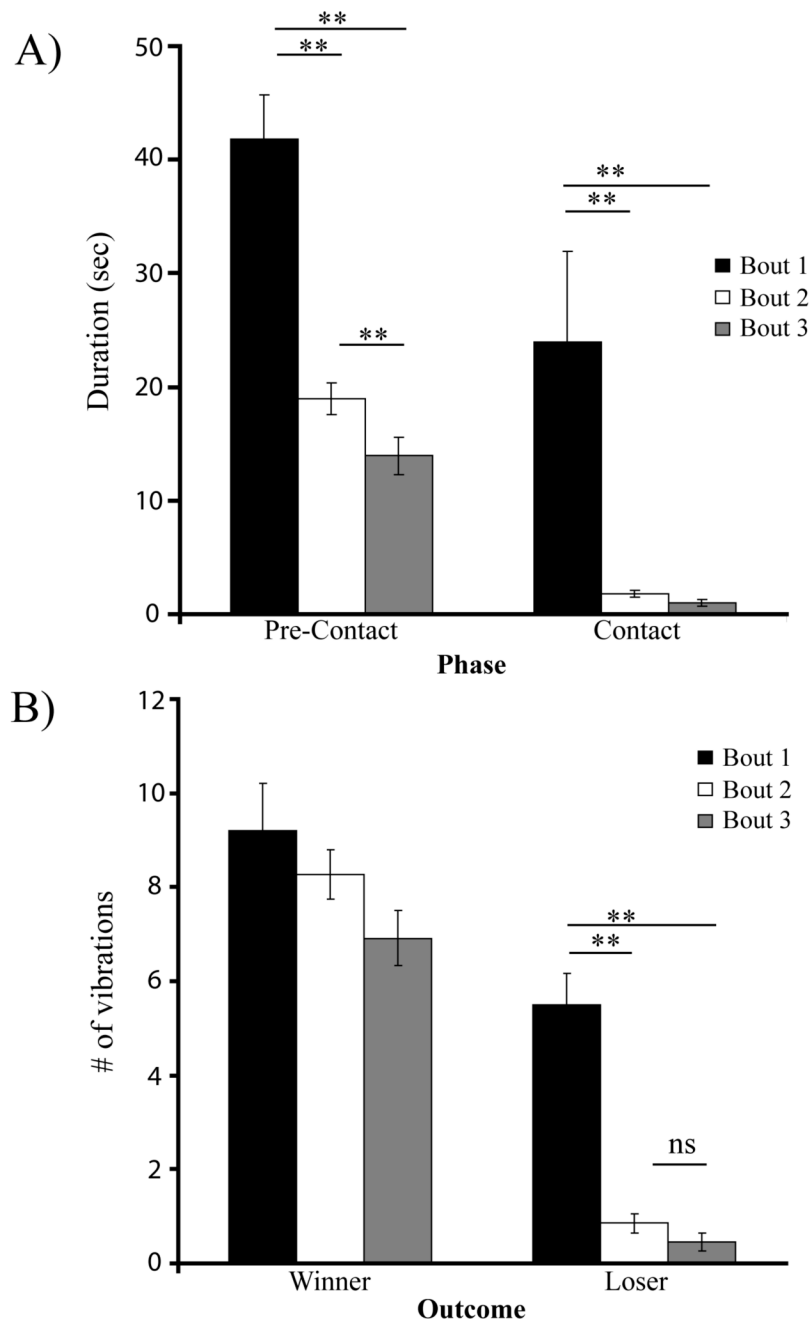 A)
**
**
50
40
**
**
30
Duration (sec)
Bout 1
Bout 2
Bout 3
**
20
10
0
Pre-Contact
Contact
Phase
B)
12
Bout 1
Bout 2
Bout 3
10
8
# of vibrations
**
**
6
4
ns
2
0
Winner
Loser
Outcome